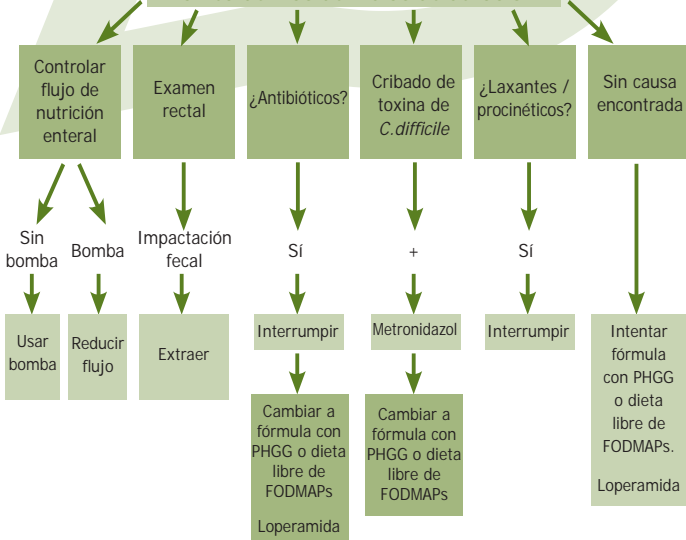 Controlar
flujo de
nutrición
enteral
Examen
rectal
¿Antibióticos?
Cribado de
toxina de
C.difficile
¿Laxantes /
procinéticos?
Sin causa
encontrada
Sin
bomba
Bomba
Impactación
fecal
Sí
+
Sí
Usar
bomba
Reducir
flujo
Extraer
Interrumpir
Metronidazol
Interrumpir
Intentar
fórmula
con PHGG
o dieta
libre de
FODMAPs.
Loperamida
Cambiar a
fórmula con
PHGG o dieta
libre de
FODMAPs
Loperamida
Cambiar a
fórmula con
PHGG o dieta
libre de
FODMAPs